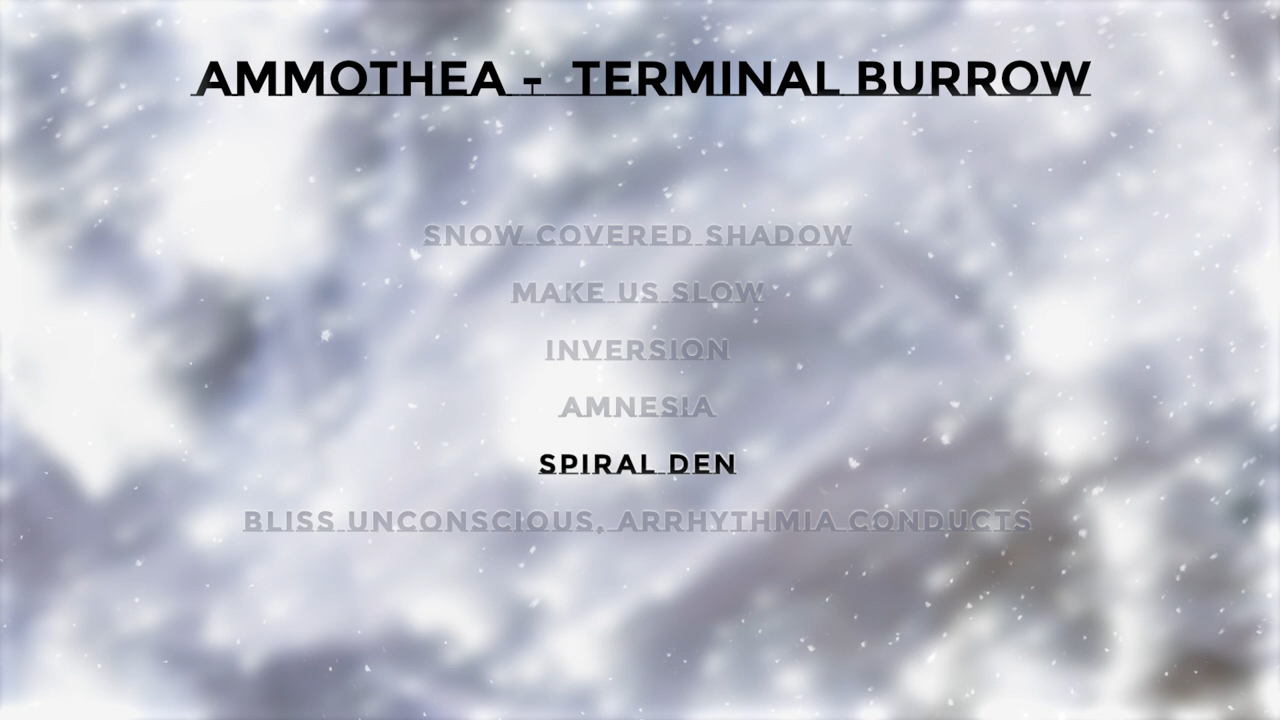 AMMOTHEA - TERMINAL BURROW
SNOW COVERED SHADOW
MAKE US SLOW
INVERSION
AMNESIA
SPIRAL DEN
BLISS UNCONSCIOUS, ARRHYTHMIA CONDUCTS